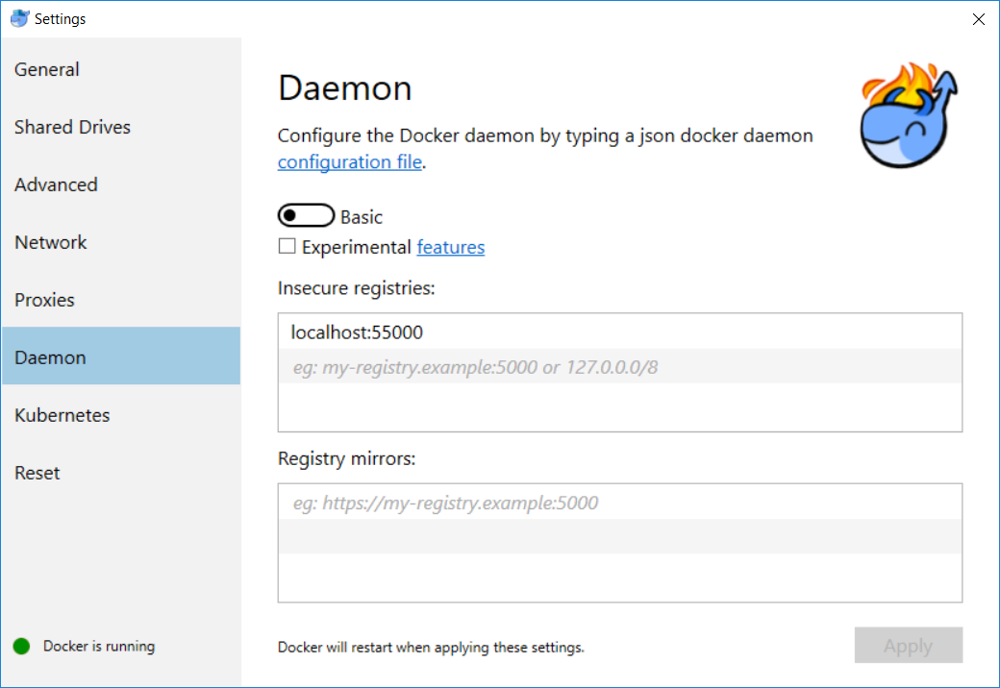 Settings
General
Shared Drives
Advanced
Network
Proxies
Daemon
Kubernetes
Reset
Docker is running
Daemon
Configure the Docker daemon by typing a json docker daemon
configuration file.
Basic
Experimental features
Insecure registries:
localhost:55000
eg: my-registry.example:5000 or 127.0.0.0/8
Registry mirrors:
eg: https://my-registry.example:5000
Docker will restart when applying these settings.
Apply